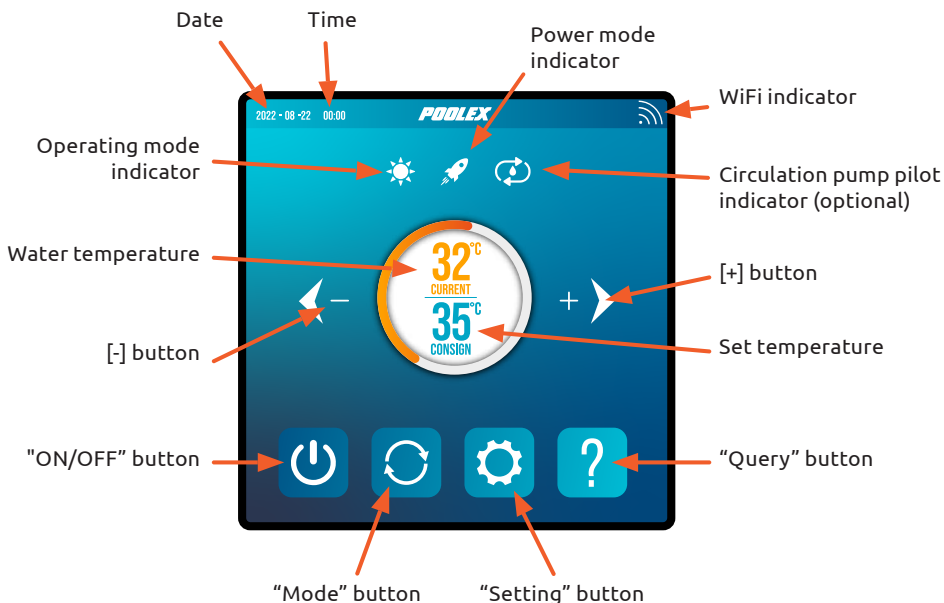 Date
Time
Power mode
indicator
WiFi indicator
2022 - 08 -22 00:00
POOLEX
Operating mode
indicator
Circulation pump pilot
indicator (optional)
Water temperature
32°C
CURRENT
[+] button
−
+
35°C
CONSIGN
[-] button
Set temperature
"ON/OFF” button
?
“Query” button
“Mode” button
“Setting” button